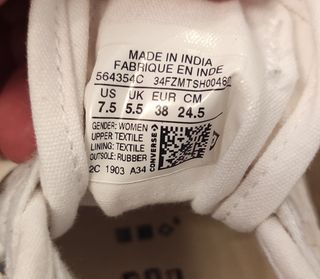 MADE IN INDIA
FABRIQUE EN INDE
564354C 34FZMTSH0046
US UK EUR CM
7.5 5.5 38 24.5
GENDER: WOMEN
UPPER:TEXTILE
LINING: TEXTILE
OUTSOLE: RUBBER
CONVERSE
2C 1903 A34